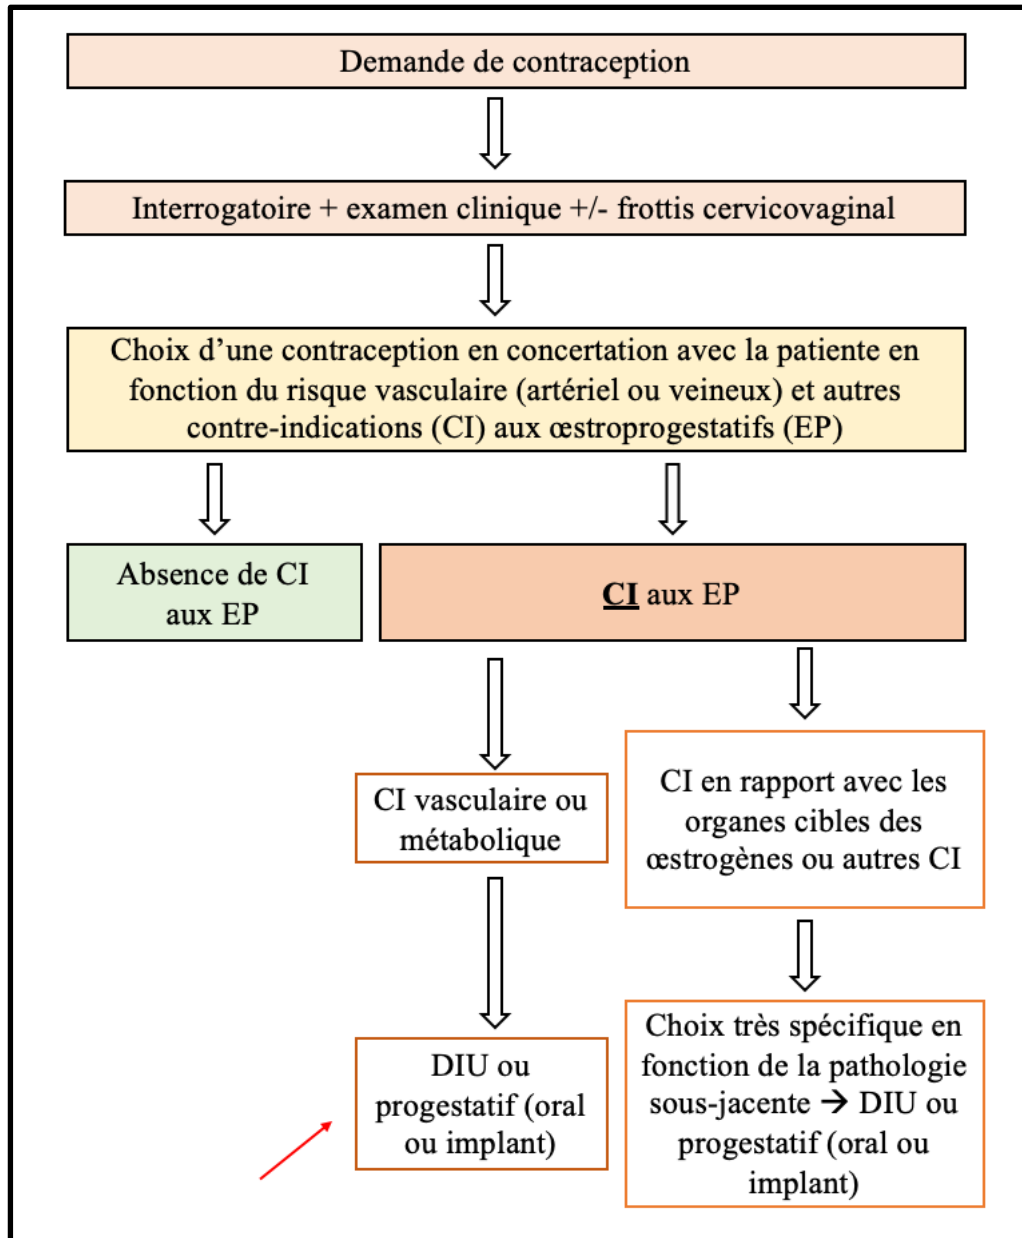 Demande de contraception
Interrogatoire + examen clinique +/- frottis cervicovaginal
Choix d’une contraception en concertation avec la patiente en
fonction du risque vasculaire (artériel ou veineux) et autres
contre-indications (CI) aux œstroprogestatifs (EP)
Absence de CI
aux EP
CI aux EP
CI vasculaire ou
métabolique
CI en rapport avec les
organes cibles des
œstrogènes ou autres CI
DIU ou
progestatif (oral
ou implant)
Choix très spécifique en
fonction de la pathologie
sous-jacente → DIU ou
progestatif (oral ou
implant)